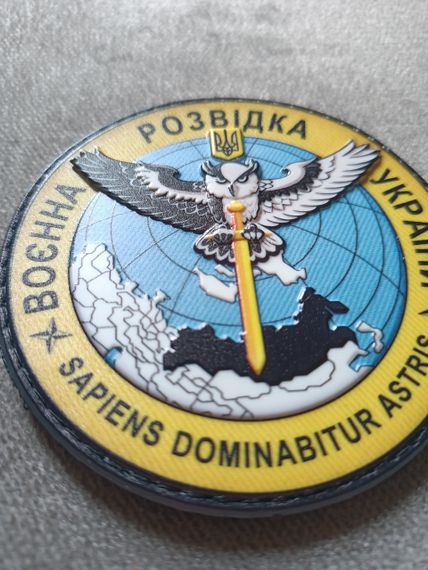 ВОЄННА РОЗВІДКА УКРАЇНИ
SAPIENS DOMINABITUR ASTRIS